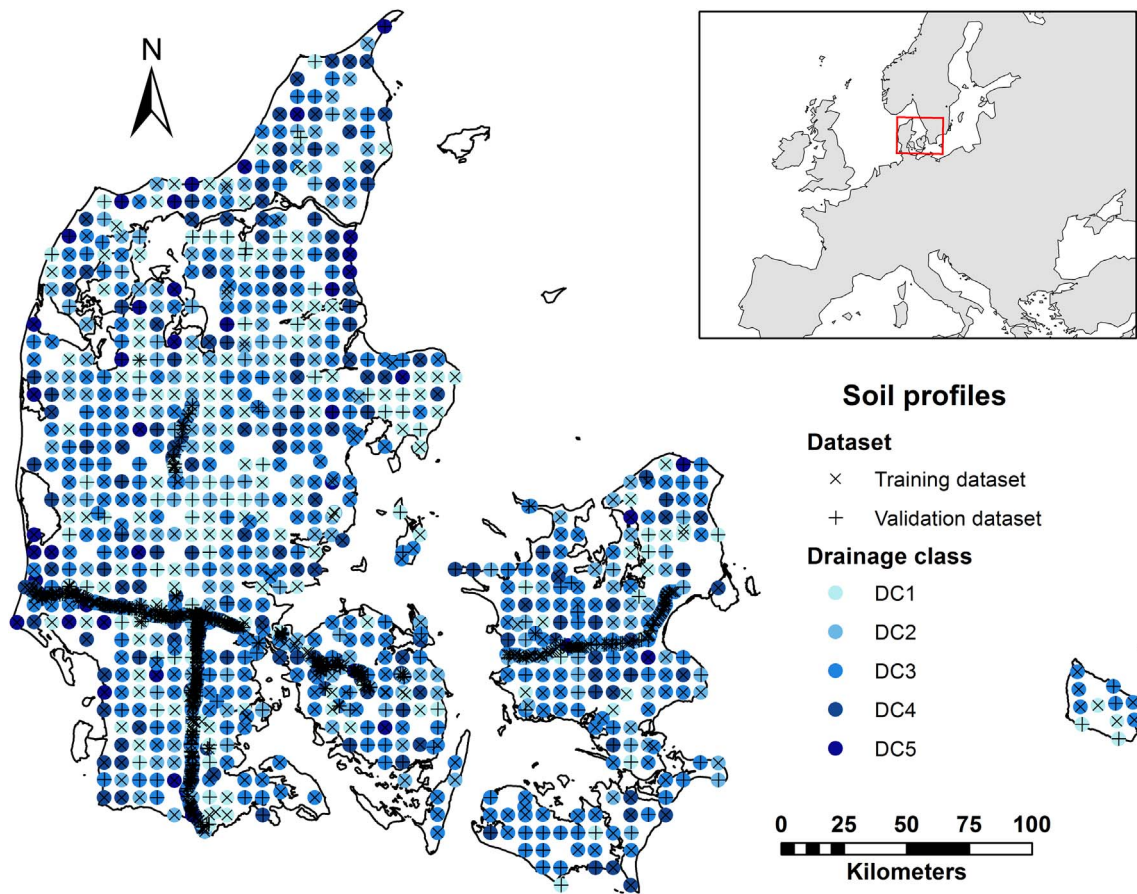 N
Soil profiles
Dataset
Training dataset
Validation dataset
Drainage class
DC1
DC2
DC3
DC4
DC5
0 25 50 75 100
Kilometers